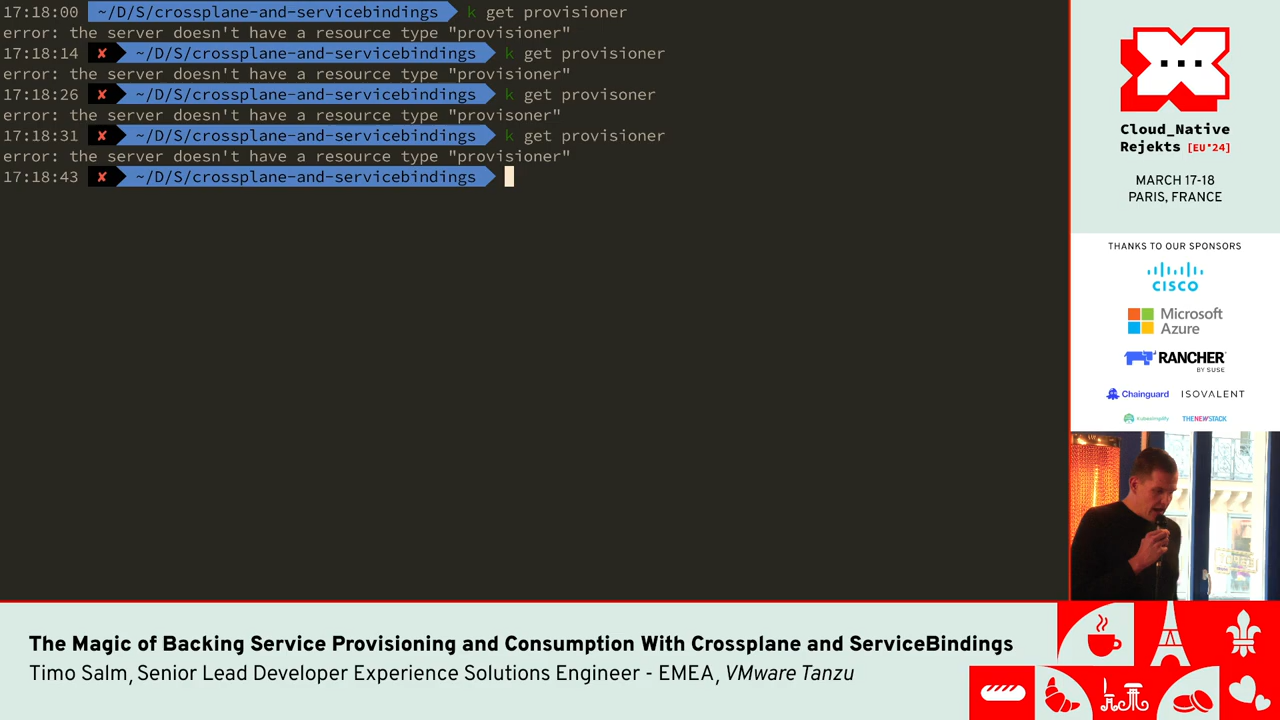 17:18:00 ~/D/S/crossplane-and-servicebindings k get provisioner
error: the server doesn't have a resource type "provisioner"
17:18:14 ✘ ~/D/S/crossplane-and-servicebindings k get provisioner
error: the server doesn't have a resource type "provisioner"
17:18:26 ✘ ~/D/S/crossplane-and-servicebindings k get provisoner
error: the server doesn't have a resource type "provisoner"
17:18:31 ✘ ~/D/S/crossplane-and-servicebindings k get provisioner
error: the server doesn't have a resource type "provisioner"
17:18:43 ✘ ~/D/S/crossplane-and-servicebindings
Cloud_Native
Rejekts [EU*24]
MARCH 17-18
PARIS, FRANCE
THANKS TO OUR SPONSORS
CISCO
Microsoft
Azure
RANCHER
BY SUSE
Chainguard ISOVALENT
Kubesimplify THENEWSTACK
The Magic of Backing Service Provisioning and Consumption With Crossplane and ServiceBindings
Timo Salm, Senior Lead Developer Experience Solutions Engineer - EMEA, VMware Tanzu